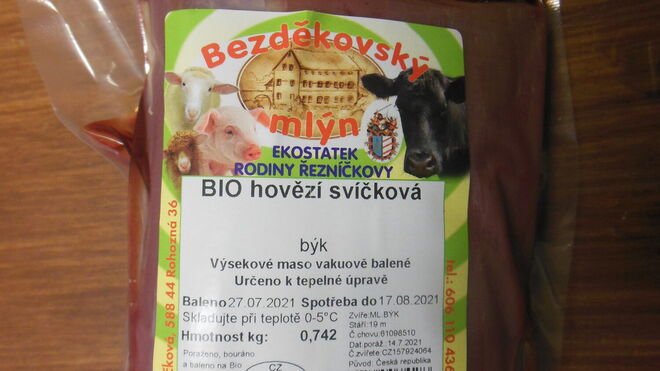 Bezděkovský
mlýn
EKOSTATEK
RODINY ŘEZNÍČKOVY
BIO hovězí svíčková
býk
Výsekové maso vakuově balené
Určeno k tepelné úpravě
Baleno 27.07.2021 Spotřeba do 17.08.2021
Skladujte při teplotě 0-5°C
Hmotnost kg: 0,742
Zvíře:ML.BYK
Stáří:19 m
Č.chovu:61098510
Dat.poráž.:14.7.2021
Č.zvířete.CZ157924064
Původ: Česká republika
Poraženo, bouráno
a baleno na Bio
CZ
čková, 588 44 Rohozná 36
tel.: 606 110 436